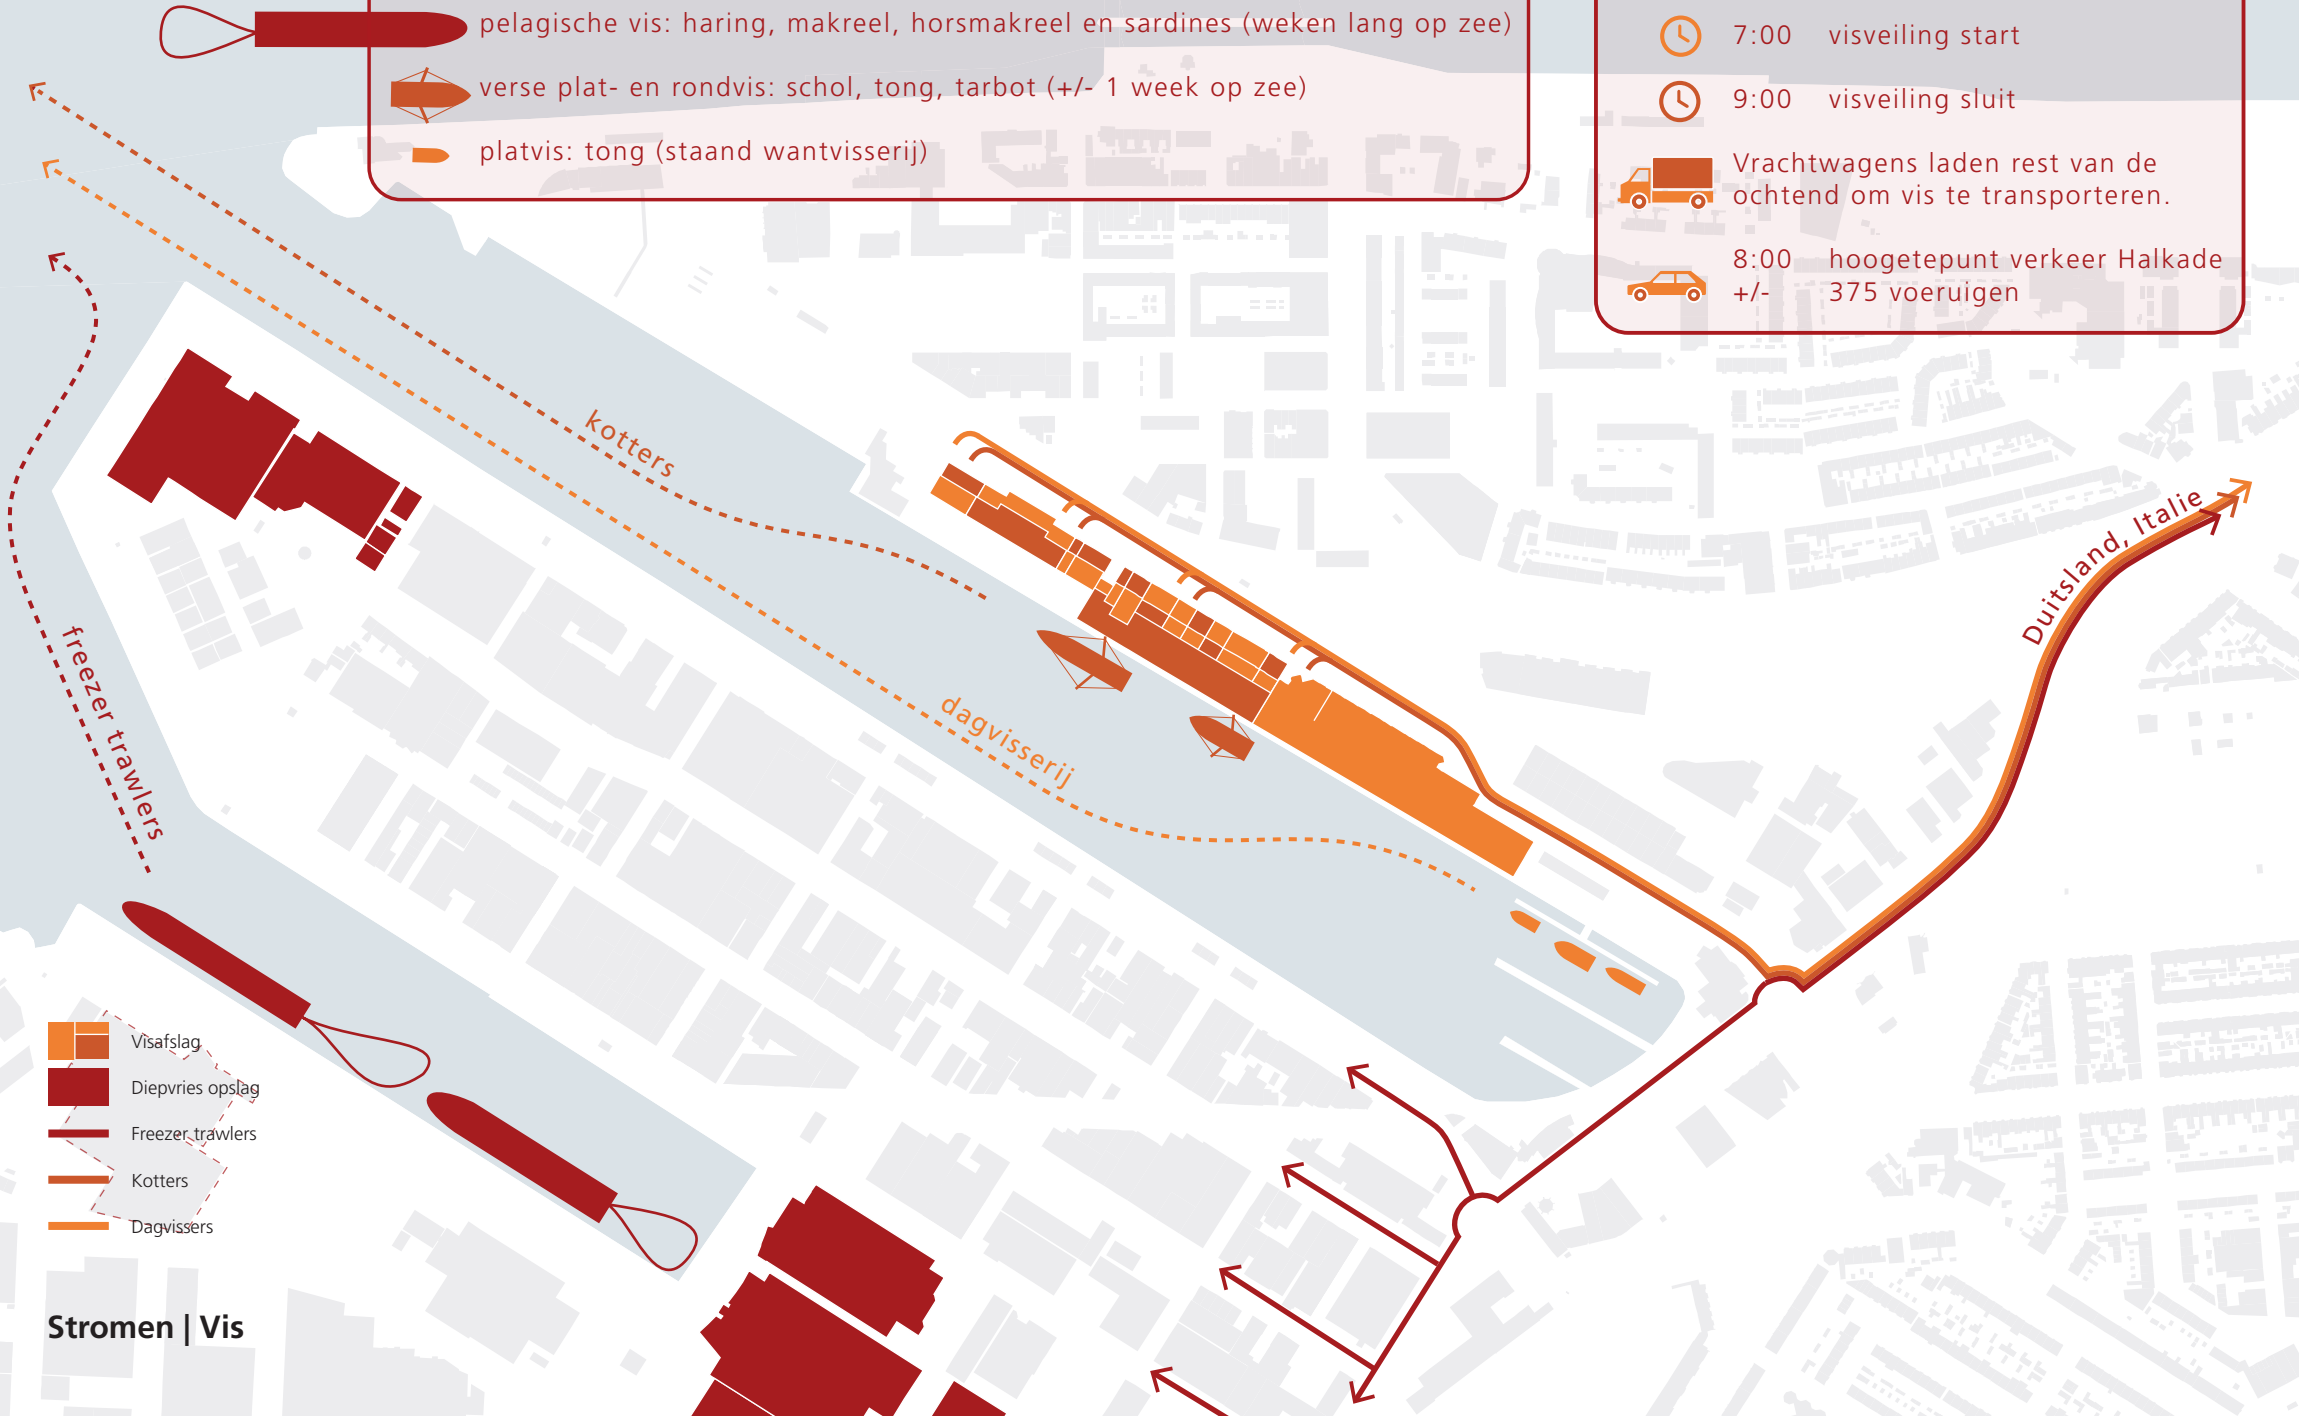 pelagische vis: haring, makreel, horsmakreel en sardines (weken lang op zee)
verse plat- en rondvis: schol, tong, tarbot (+/- 1 week op zee)
platvis: tong (staand wantvisserij)
7:00 visveiling start
9:00 visveiling sluit
Vrachtwagens laden rest van de
ochtend om vis te transporteren.
8:00 hoogetepunt verkeer Halkade
+/- 375 voeruigen
kotters
dagvisserij
freezer trawlers
Duitsland, Italie
Visafslag
Diepvries opslag
Freezer trawlers
Kotters
Dagvissers
Stromen | Vis